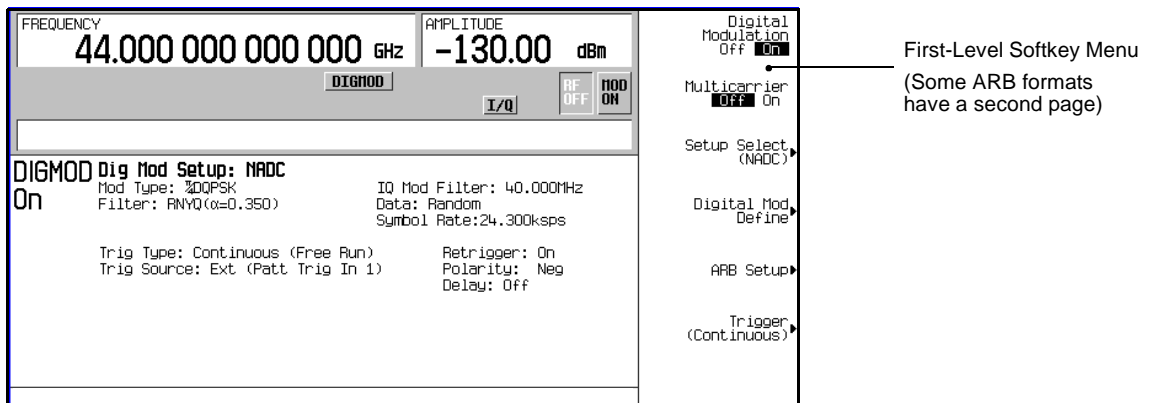 FREQUENCY
44.000 000 000 000 GHz
AMPLITUDE
-130.00 dBm
DIGMOD
I/Q
RF OFF
MOD ON
DIGMOD On
Dig Mod Setup: NADC
Mod Type: ¼DQPSK
Filter: RNYQ(α=0.350)
IQ Mod Filter: 40.000MHz
Data: Random
Symbol Rate:24.300ksps
Trig Type: Continuous (Free Run)
Trig Source: Ext (Patt Trig In 1)
Retrigger: On
Polarity: Neg
Delay: Off
Digital
Modulation
Off On
Multicarrier
Off On
Setup Select
(NADC)
Digital Mod
Define
ARB Setup
Trigger
(Continuous)
First-Level Softkey Menu
(Some ARB formats
have a second page)